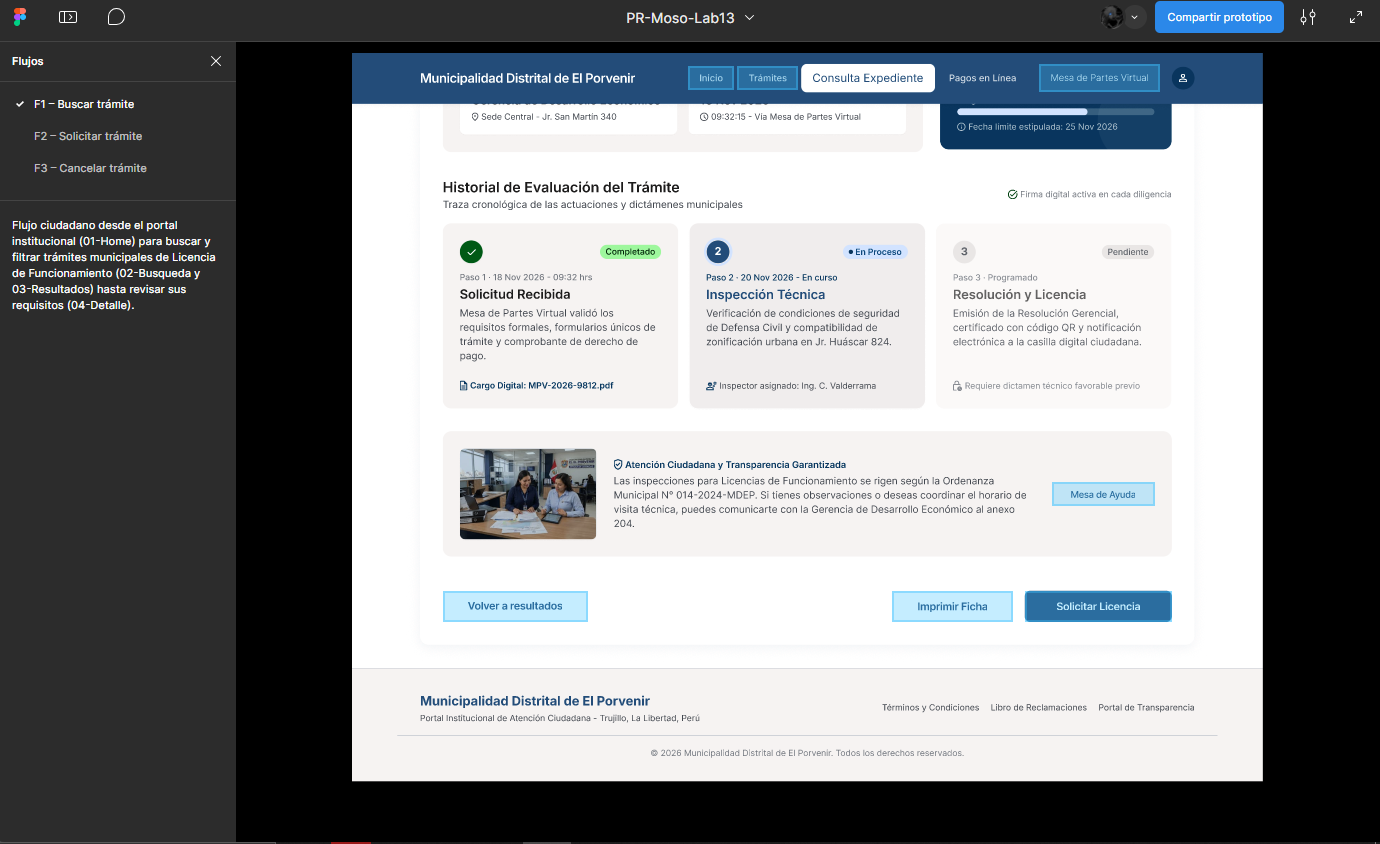 PR-Moso-Lab13
Compartir prototipo
Flujos
F1 – Buscar trámite
F2 – Solicitar trámite
F3 – Cancelar trámite
Flujo ciudadano desde el portal
institucional (01-Home) para buscar y
filtrar trámites municipales de Licencia
de Funcionamiento (02-Busqueda y
03-Resultados) hasta revisar sus
requisitos (04-Detalle).
Municipalidad Distrital de El Porvenir
Inicio
Trámites
Consulta Expediente
Pagos en Línea
Mesa de Partes Virtual
Sede Central - Jr. San Martín 340
09:32:15 - Vía Mesa de Partes Virtual
Fecha límite estipulada: 25 Nov 2026
Historial de Evaluación del Trámite
Traza cronológica de las actuaciones y dictámenes municipales
Firma digital activa en cada diligencia
Completado
Paso 1 · 18 Nov 2026 - 09:32 hrs
Solicitud Recibida
Mesa de Partes Virtual validó los
requisitos formales, formularios únicos de
trámite y comprobante de derecho de
pago.
Cargo Digital: MPV-2026-9812.pdf
2
En Proceso
Paso 2 · 20 Nov 2026 - En curso
Inspección Técnica
Verificación de condiciones de seguridad
de Defensa Civil y compatibilidad de
zonificación urbana en Jr. Huáscar 824.
Inspector asignado: Ing. C. Valderrama
3
Pendiente
Paso 3 · Programado
Resolución y Licencia
Emisión de la Resolución Gerencial,
certificado con código QR y notificación
electrónica a la casilla digital ciudadana.
Requiere dictamen técnico favorable previo
Atención Ciudadana y Transparencia Garantizada
Las inspecciones para Licencias de Funcionamiento se rigen según la Ordenanza
Municipal N° 014-2024-MDEP. Si tienes observaciones o deseas coordinar el horario de
visita técnica, puedes comunicarte con la Gerencia de Desarrollo Económico al anexo
204.
Mesa de Ayuda
Volver a resultados
Imprimir Ficha
Solicitar Licencia
Municipalidad Distrital de El Porvenir
Portal Institucional de Atención Ciudadana - Trujillo, La Libertad, Perú
Términos y Condiciones
Libro de Reclamaciones
Portal de Transparencia
© 2026 Municipalidad Distrital de El Porvenir. Todos los derechos reservados.